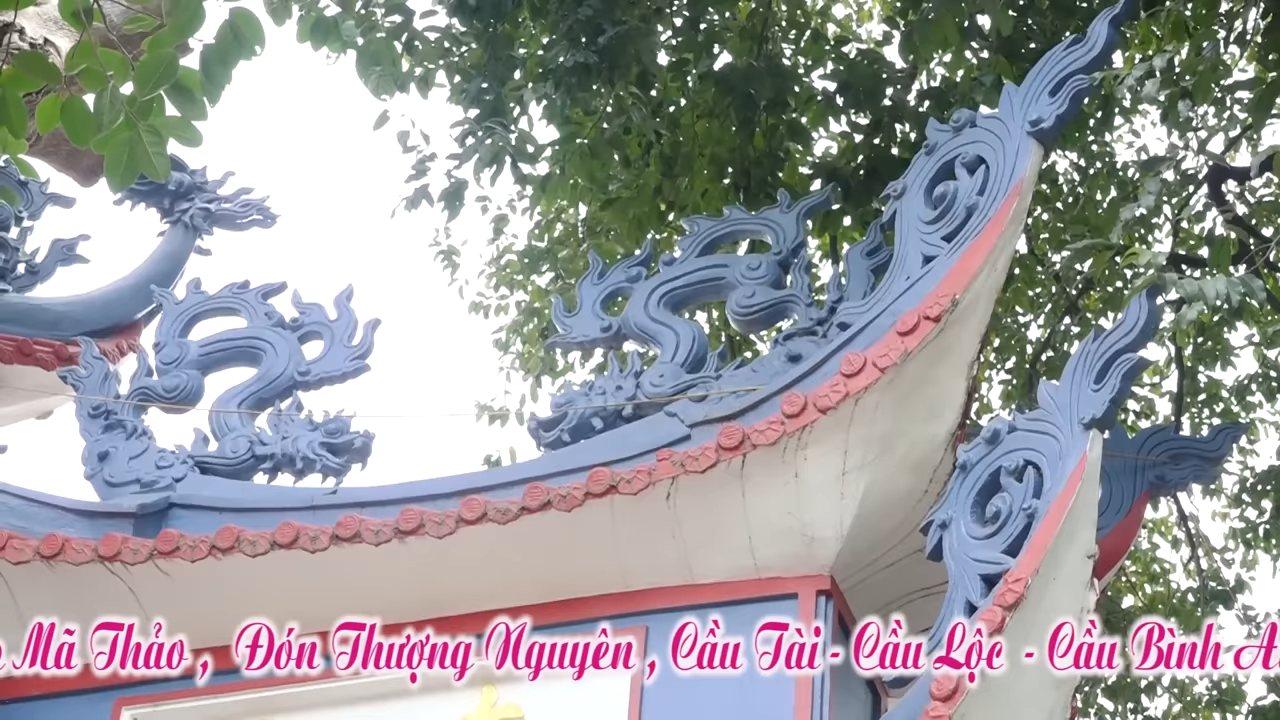 Mã Thảo , Đón Thượng Nguyên , Cầu Tài - Cầu Lộc - Cầu Bình